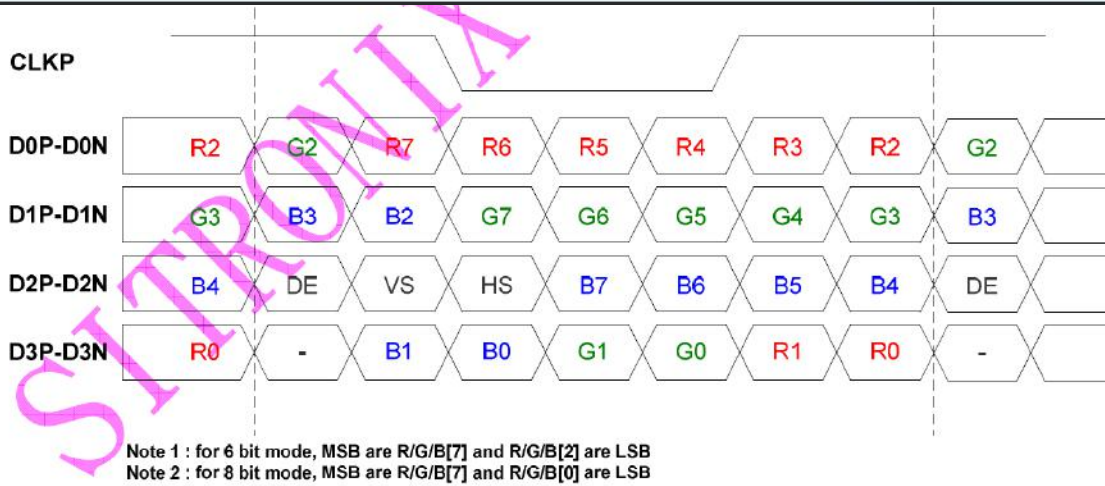 CLKP
D0P-D0N R2 G2 R7 R6 R5 R4 R3 R2 G2
D1P-D1N G3 B3 B2 G7 G6 G5 G4 G3 B3
D2P-D2N B4 DE VS HS B7 B6 B5 B4 DE
D3P-D3N R0 - B1 B0 G1 G0 R1 R0 -
SITRONIX
Note 1 : for 6 bit mode, MSB are R/G/B[7] and R/G/B[2] are LSB
Note 2 : for 8 bit mode, MSB are R/G/B[7] and R/G/B[0] are LSB